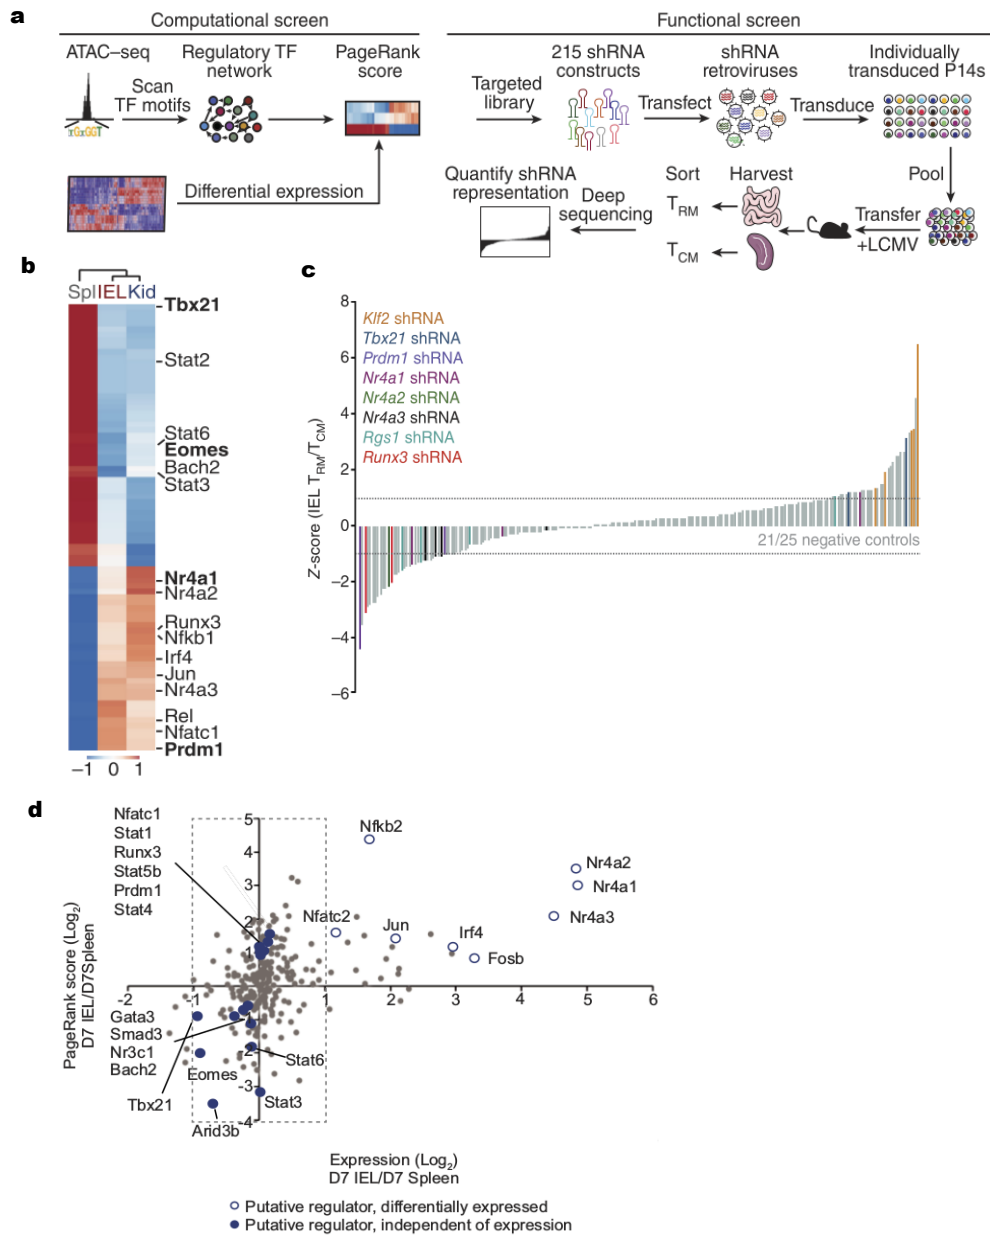 a
Computational screen
Functional screen
ATAC–seq
Regulatory TF
network
PageRank
score
Scan
TF motifs
Differential expression
Targeted
library
215 shRNA
constructs
Transfect
shRNA
retroviruses
Transduce
Individually
transduced P14s
Pool
Transfer
+LCMV
Harvest
Sort
TRM
TCM
Deep
sequencing
Quantify shRNA
representation
b
Spl IEL Kid
Tbx21
Stat2
Stat6
Eomes
Bach2
Stat3
Nr4a1
Nr4a2
Runx3
Nfkb1
Irf4
Jun
Nr4a3
Rel
Nfatc1
Prdm1
–1 0 1
c
Z-score (IEL TRM/TCM)
8
6
4
2
0
–2
–4
–6
Klf2 shRNA
Tbx21 shRNA
Prdm1 shRNA
Nr4a1 shRNA
Nr4a2 shRNA
Nr4a3 shRNA
Rgs1 shRNA
Runx3 shRNA
21/25 negative controls
d
PageRank score (Log2)
D7 IEL/D7Spleen
Nfatc1
Stat1
Runx3
Stat5b
Prdm1
Stat4
5
4
3
2
1
-2
-3
-4
-2 -1 1 2 3 4 5 6
Nfkb2
Nr4a2
Nr4a1
Nr4a3
Nfatc2
Jun
Irf4
Fosb
Gata3
Smad3
Nr3c1
Bach2
Tbx21
Eomes
Stat6
Stat3
Arid3b
Expression (Log2)
D7 IEL/D7 Spleen
Putative regulator, differentially expressed
Putative regulator, independent of expression